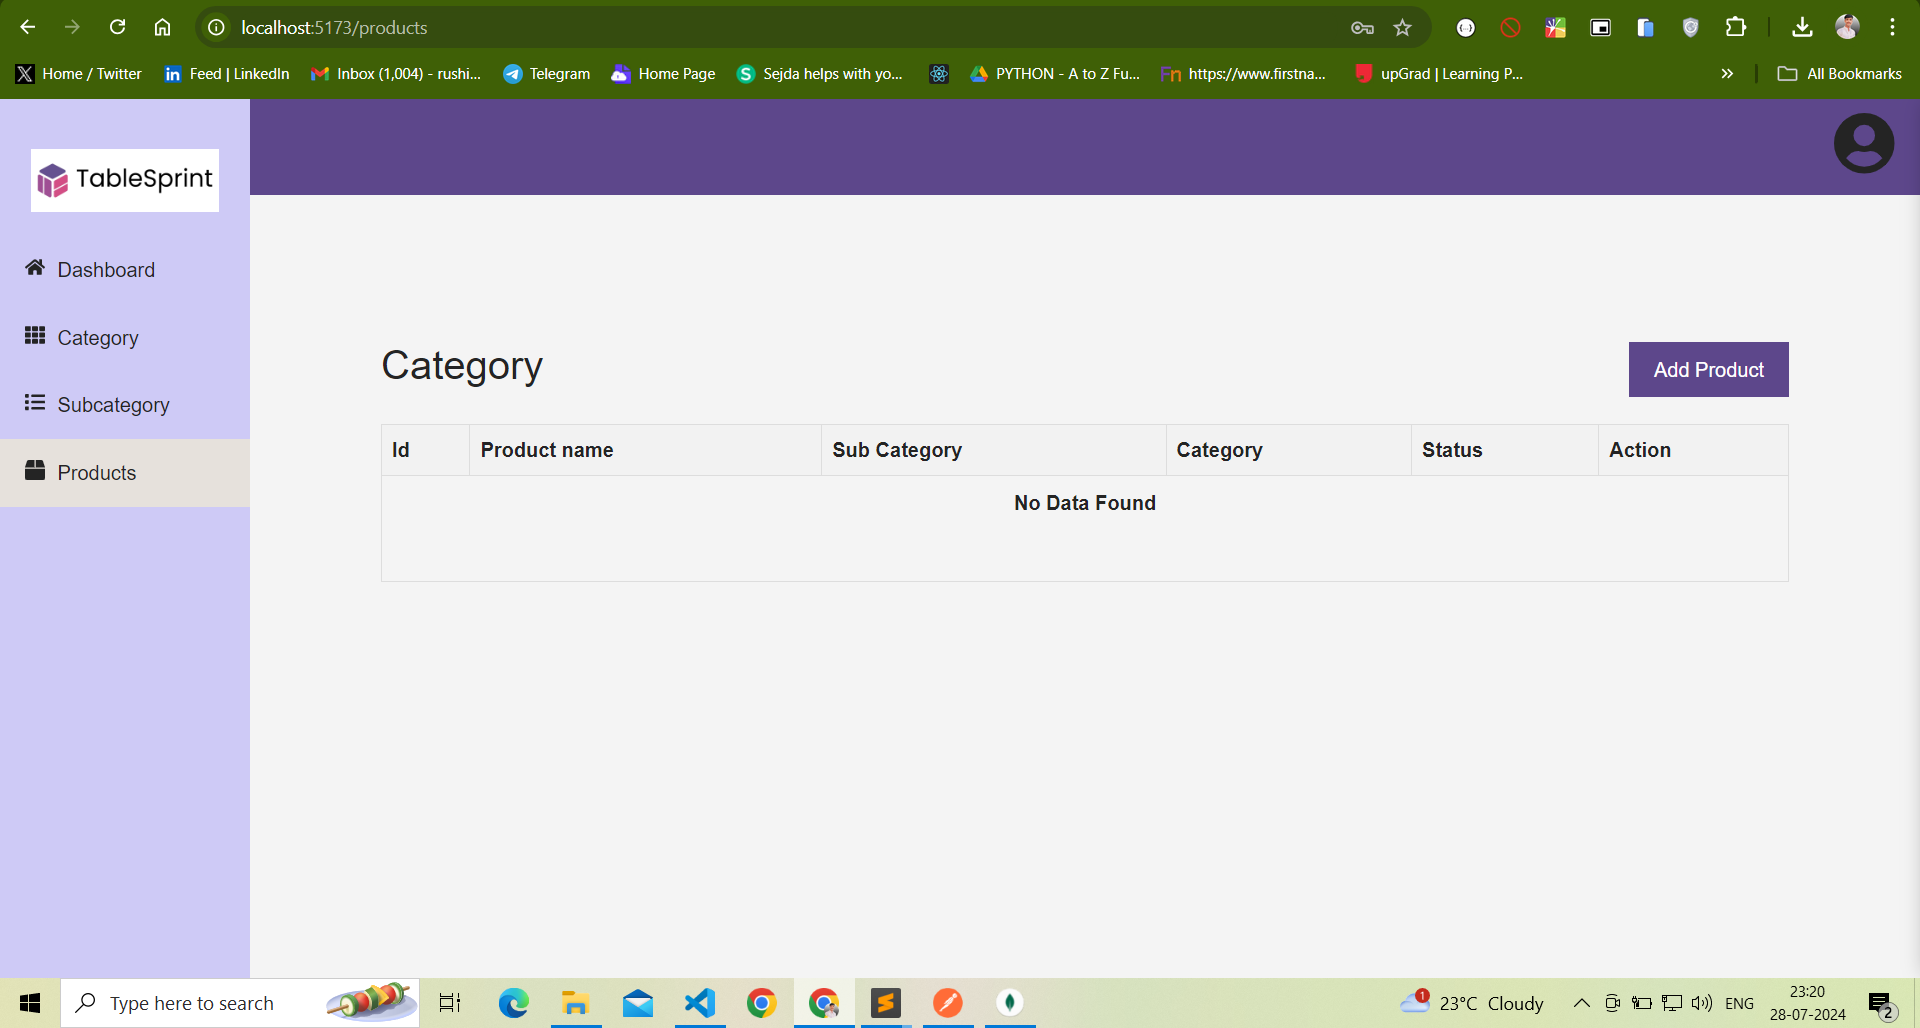 localhost:5173/products
Home / Twitter
Feed | LinkedIn
Inbox (1,004) - rushi...
Telegram
Home Page
Sejda helps with yo...
PYTHON - A to Z Fu...
Fn https://www.firstna...
upGrad | Learning P...
All Bookmarks
TableSprint
Dashboard
Category
Subcategory
Products
Category
Add Product
Id Product name Sub Category Category Status Action
No Data Found
Type here to search
1
23°C Cloudy
ENG
23:20
28-07-2024
2